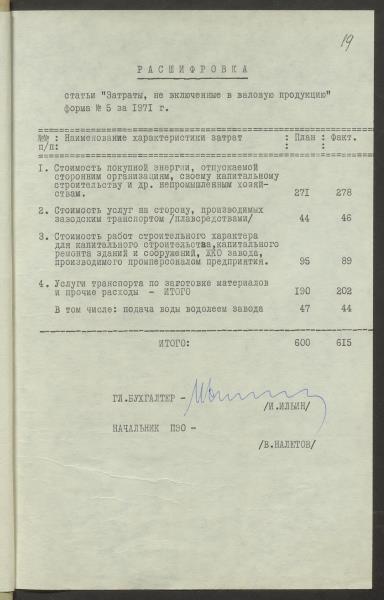 19
РАСШИФРОВКА
статьи "Затраты, не включенные в валовую продукцию"
форма № 5 за 1971 г.
№№ : Наименование характеристики затрат : План : Факт.
п/п: : :
1. Стоимость покупной энергии, отпускаемой
сторонним организациям, своему капитальному
строительству и др. непромышленным хозяй-
ствам. 271 278
2. Стоимость услуг на сторону, производимых
заводским транспортом /плавсредствами/ 44 46
3. Стоимость работ строительного характера
для капитального строительства, капитального
ремонта зданий и сооружений, ЖКО завода,
производимого промперсоналом предприятия. 95 89
4. Услуги транспорта по заготовке материалов
и прочие расходы - ИТОГО 190 202
В том числе: подача воды водолеем завода 47 44
ИТОГО: 600 615
ГЛ.БУХГАЛТЕР -
/И.ИЛЬИН/
НАЧАЛЬНИК ПЭО -
/В.НАЛЕТОВ/